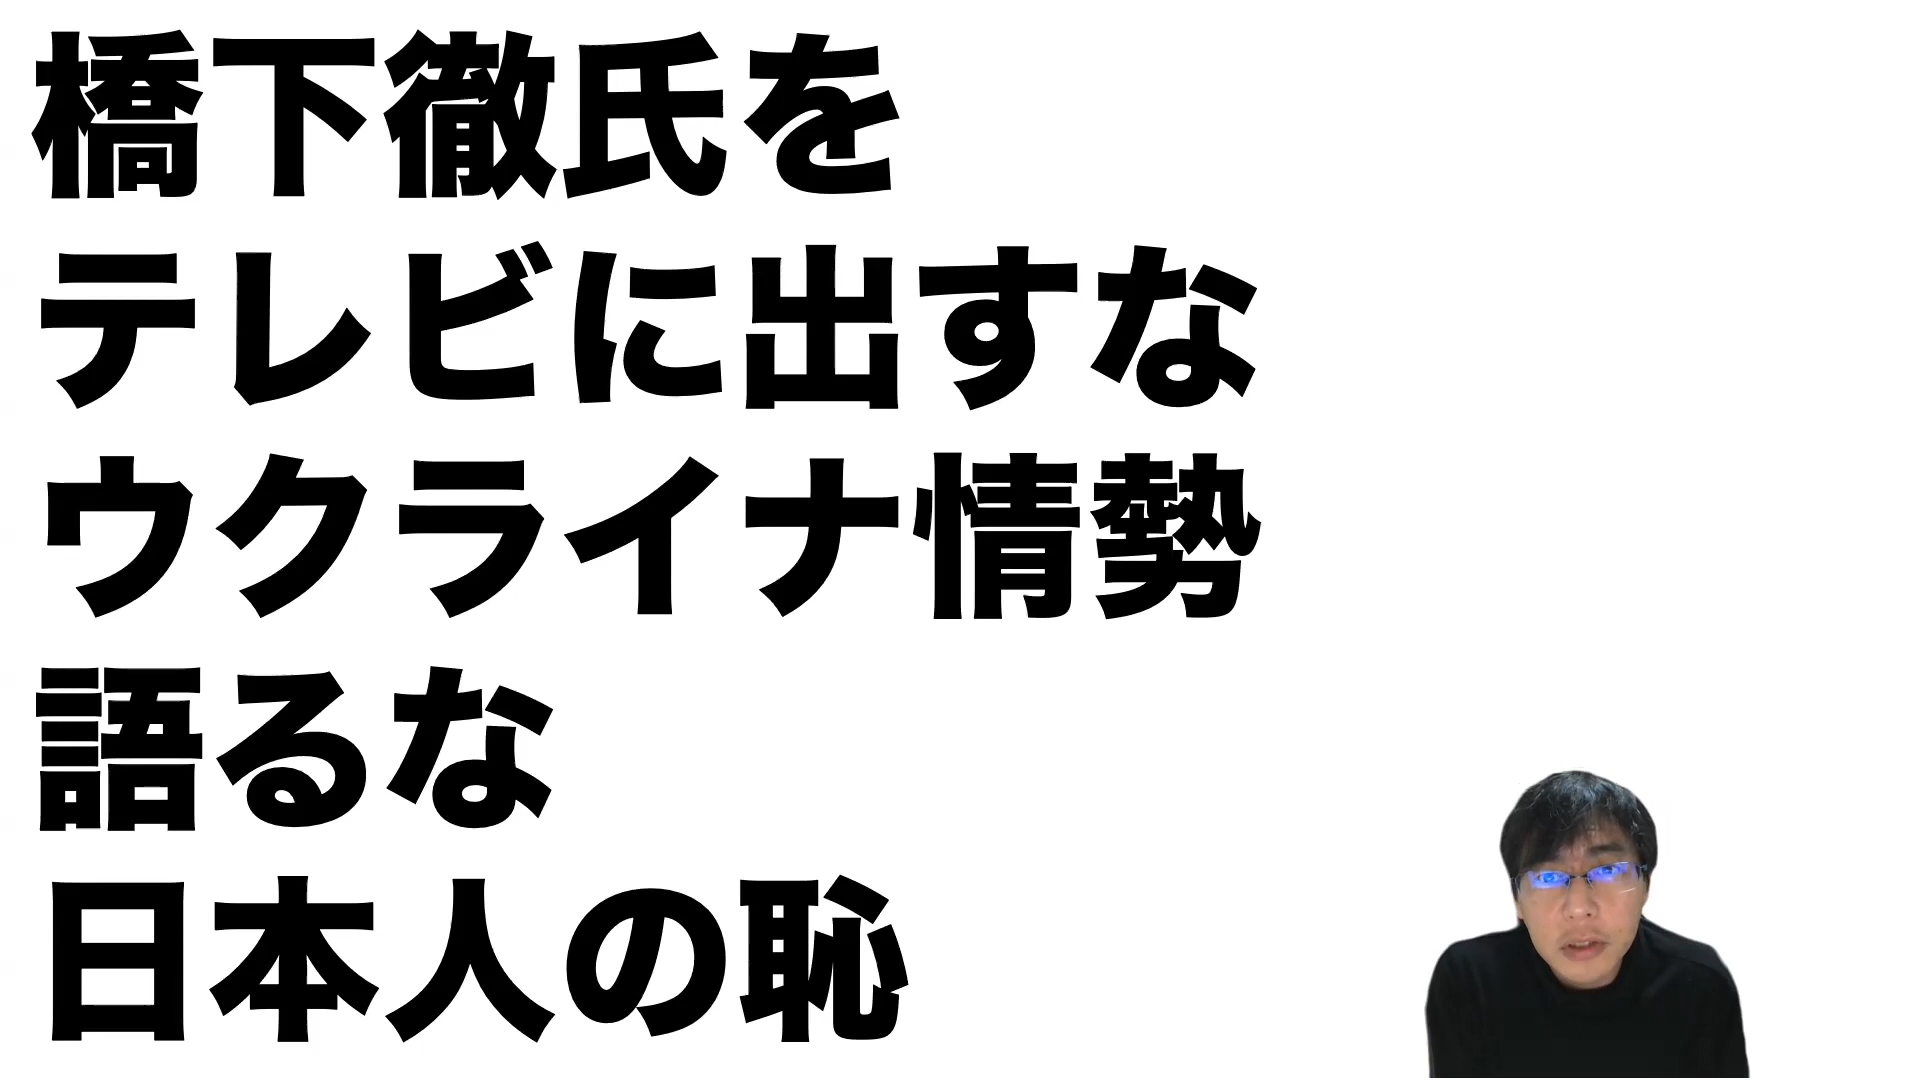 橋下徹氏を
テレビに出すな
ウクライナ情勢
語るな
日本人の恥